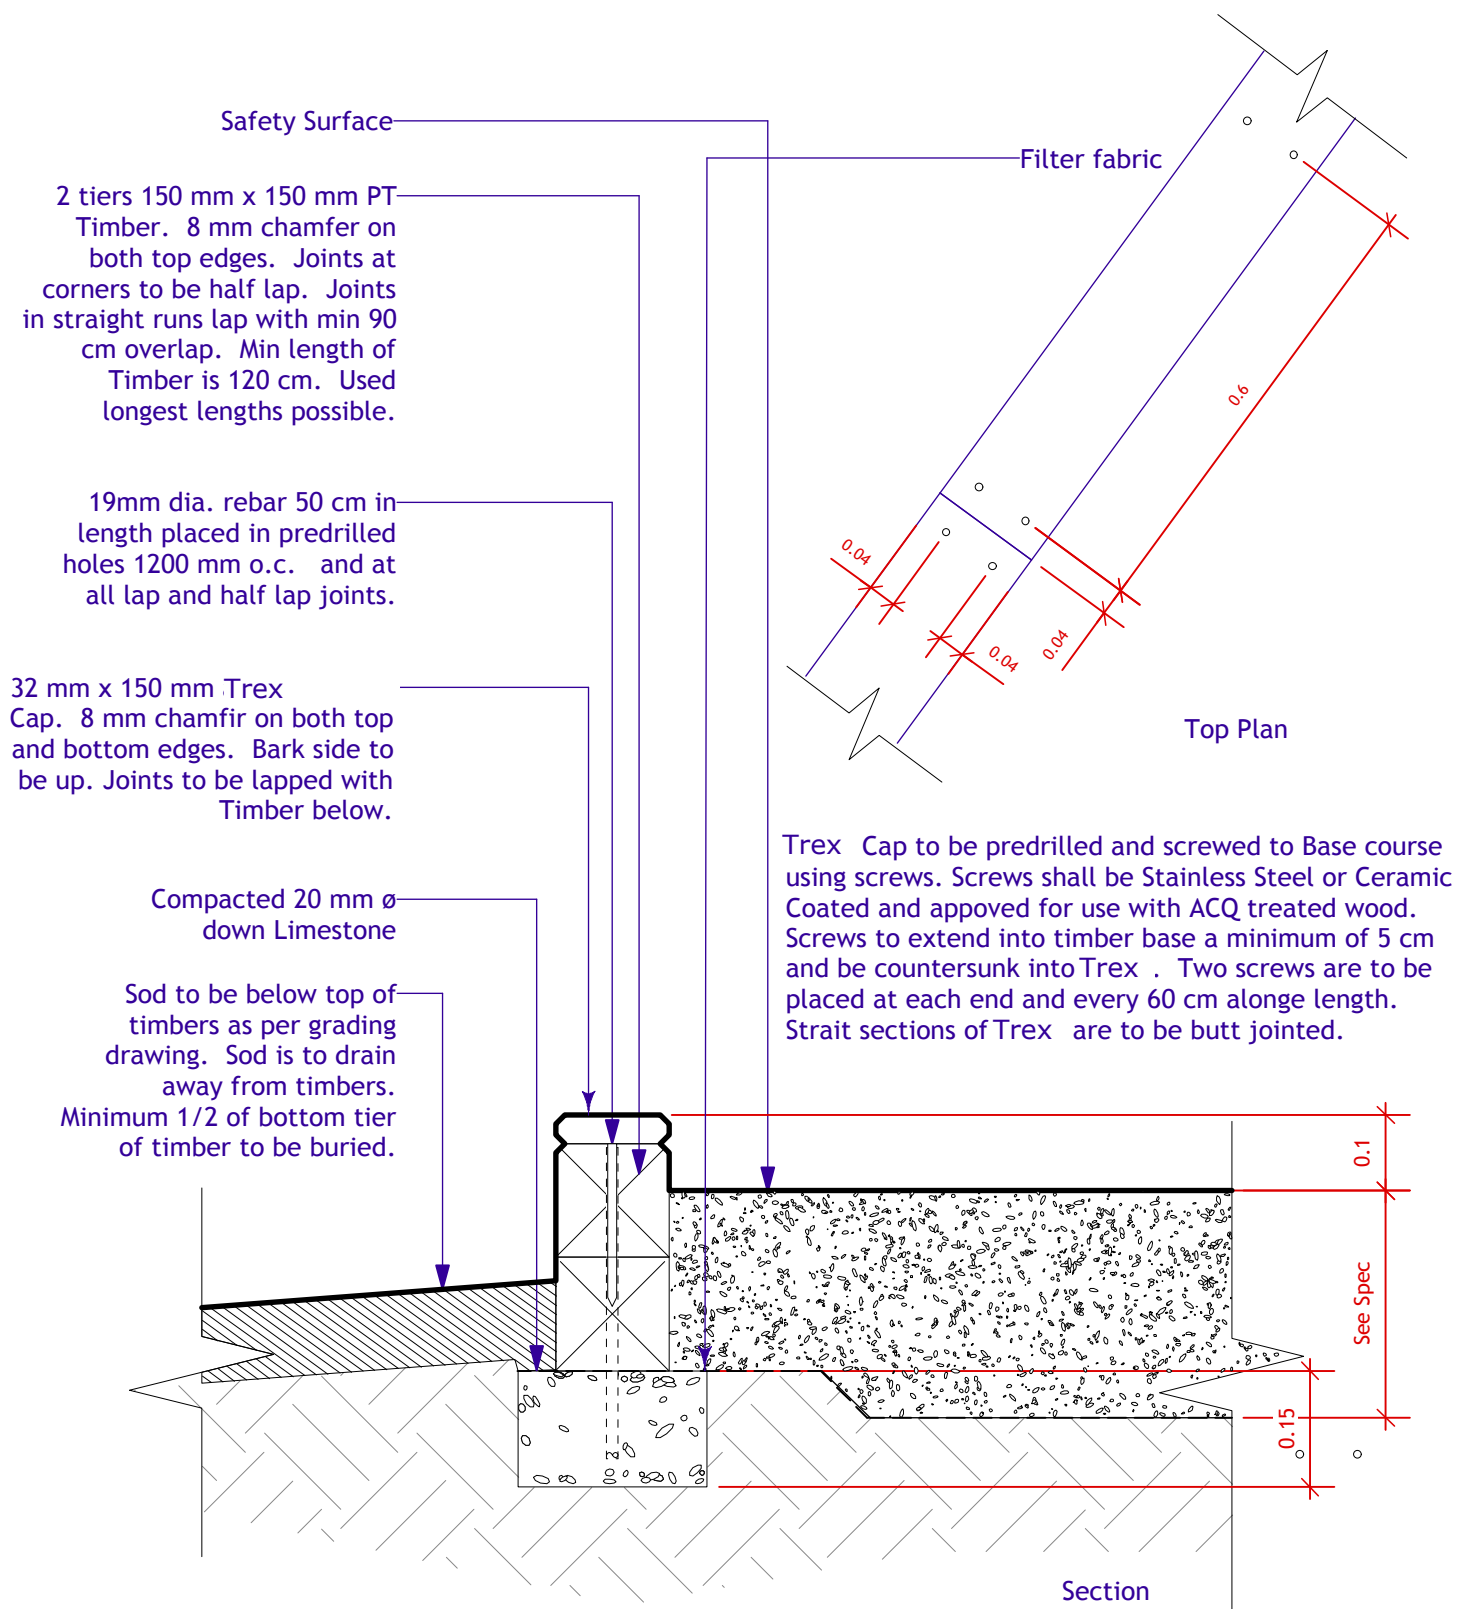 Safety Surface
Filter fabric
2 tiers 150 mm x 150 mm PT
Timber. 8 mm chamfer on
both top edges. Joints at
corners to be half lap. Joints
in straight runs lap with min 90
cm overlap. Min length of
Timber is 120 cm. Used
longest lengths possible.
19mm dia. rebar 50 cm in
length placed in predrilled
holes 1200 mm o.c. and at
all lap and half lap joints.
32 mm x 150 mm Trex
Cap. 8 mm chamfir on both top
and bottom edges. Bark side to
be up. Joints to be lapped with
Timber below.
Compacted 20 mm ø
down Limestone
Sod to be below top of
timbers as per grading
drawing. Sod is to drain
away from timbers.
Minimum 1/2 of bottom tier
of timber to be buried.
0.6
0.04
0.04
0.04
Top Plan
Trex Cap to be predrilled and screwed to Base course
using screws. Screws shall be Stainless Steel or Ceramic
Coated and appoved for use with ACQ treated wood.
Screws to extend into timber base a minimum of 5 cm
and be countersunk into Trex . Two screws are to be
placed at each end and every 60 cm alonge length.
Strait sections of Trex are to be butt jointed.
0.1
See Spec
0.15
Section